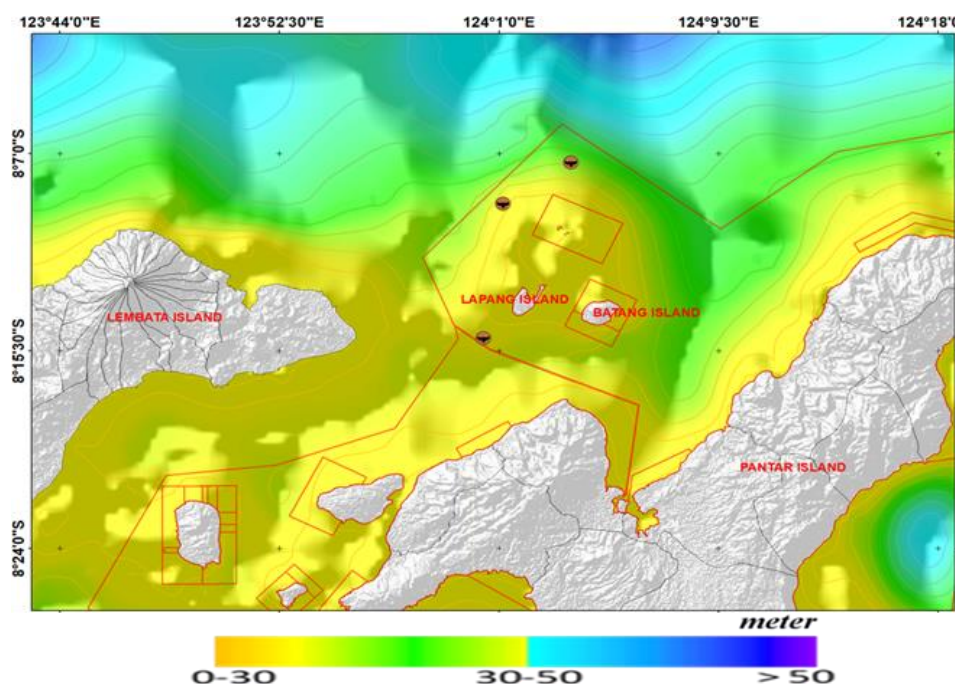 123°44'0"E 123°52'30"E 124°1'0"E 124°9'30"E 124°18'0"
8°7'0"S
LAPANG ISLAND
BATANG ISLAND
LEMBATA ISLAND
8°15'30"S
PANTAR ISLAND
8°24'0"S
meter
0-30 30-50 > 50